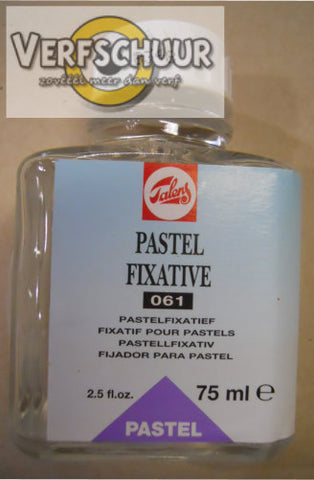 VERFSCHUUR
zoveel meer dan verf
Talens
PASTEL
FIXATIVE
061
PASTELFIXATIEF
FIXATIF POUR PASTELS
PASTELLFIXATIV
FIJADOR PARA PASTEL
2.5 fl.oz. 75 ml e
PASTEL